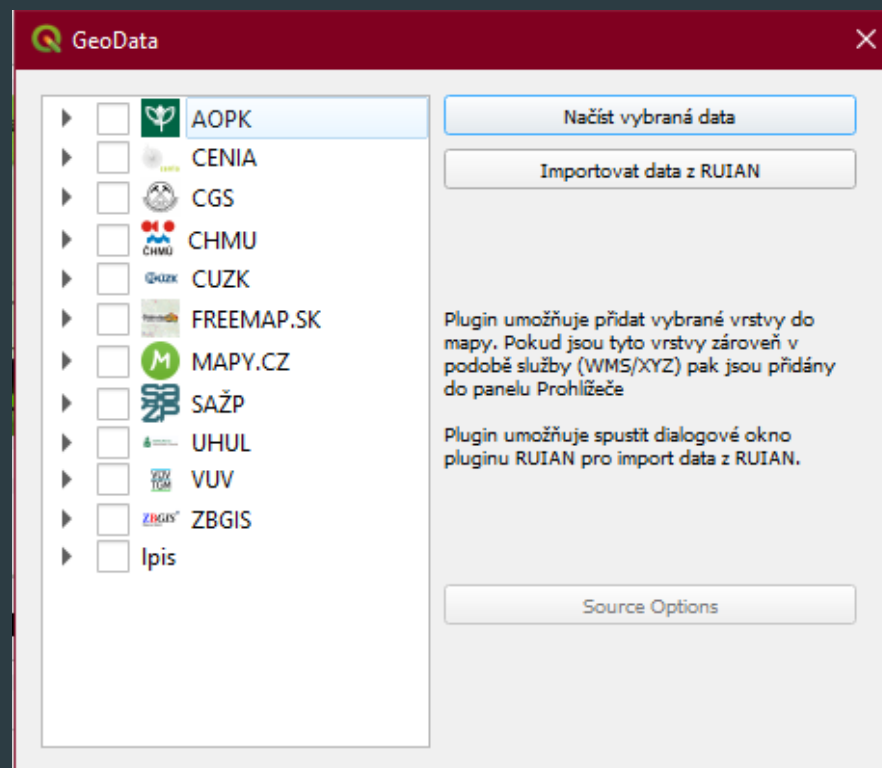 GeoData
AOPK
CENIA
CGS
ČHMÚ
CHMU
CUZK
FREEMAP.SK
MAPY.CZ
SAŽP
UHUL
VUV
ZBGIS
ZBGIS
lpis
Načíst vybraná data
Importovat data z RUIAN
Plugin umožňuje přidat vybrané vrstvy do
mapy. Pokud jsou tyto vrstvy zároveň v
podobě služby (WMS/XYZ) pak jsou přidány
do panelu Prohlížeče
Plugin umožňuje spustit dialogové okno
pluginu RUIAN pro import data z RUIAN.
Source Options